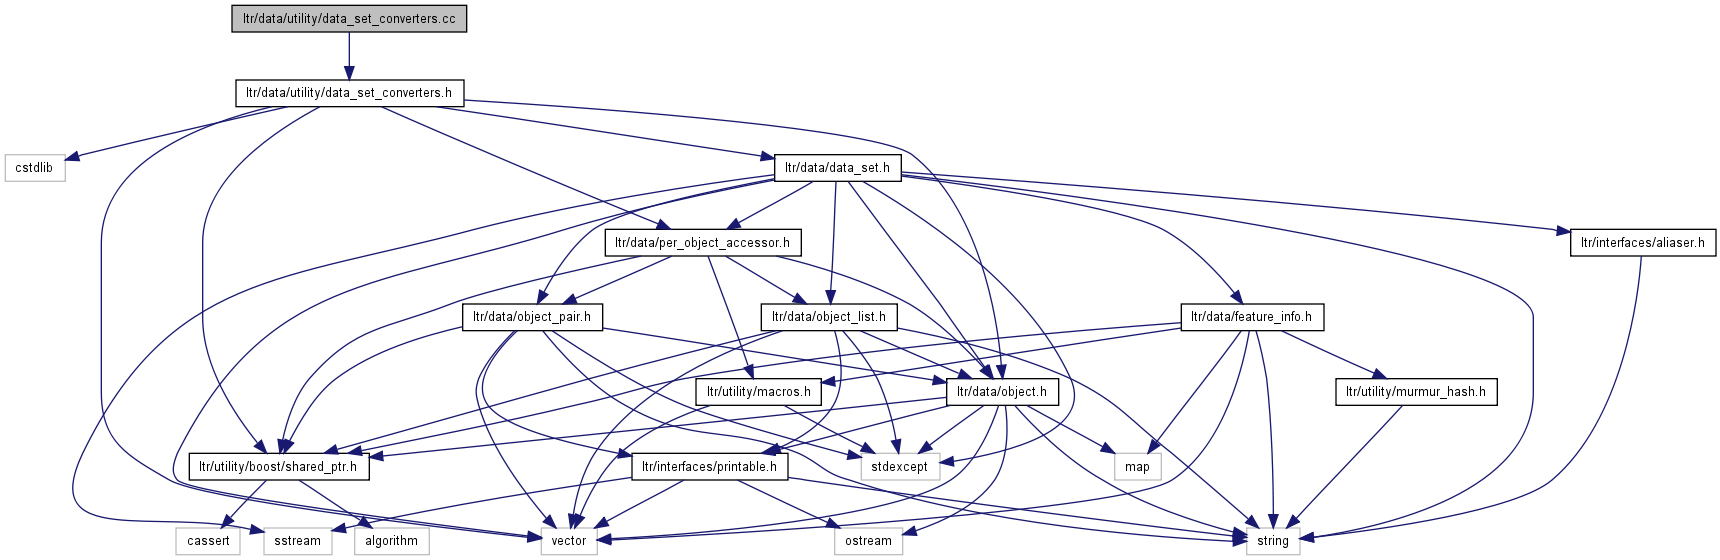 ltr/data/utility/data_set_converters.cc
ltr/data/utility/data_set_converters.h
cstdlib
ltr/data/data_set.h
ltr/data/per_object_accessor.h
ltr/interfaces/aliaser.h
ltr/data/object_pair.h
ltr/data/object_list.h
ltr/data/feature_info.h
ltr/utility/macros.h
ltr/data/object.h
ltr/utility/murmur_hash.h
ltr/utility/boost/shared_ptr.h
ltr/interfaces/printable.h
stdexcept
map
cassert
sstream
algorithm
vector
ostream
string